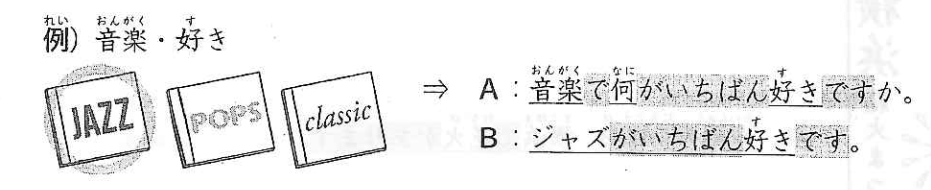 例) 音楽・好き
JAZZ POPS classic
⇒ A：音楽で何がいちばん好きですか。
B：ジャズがいちばん好きです。